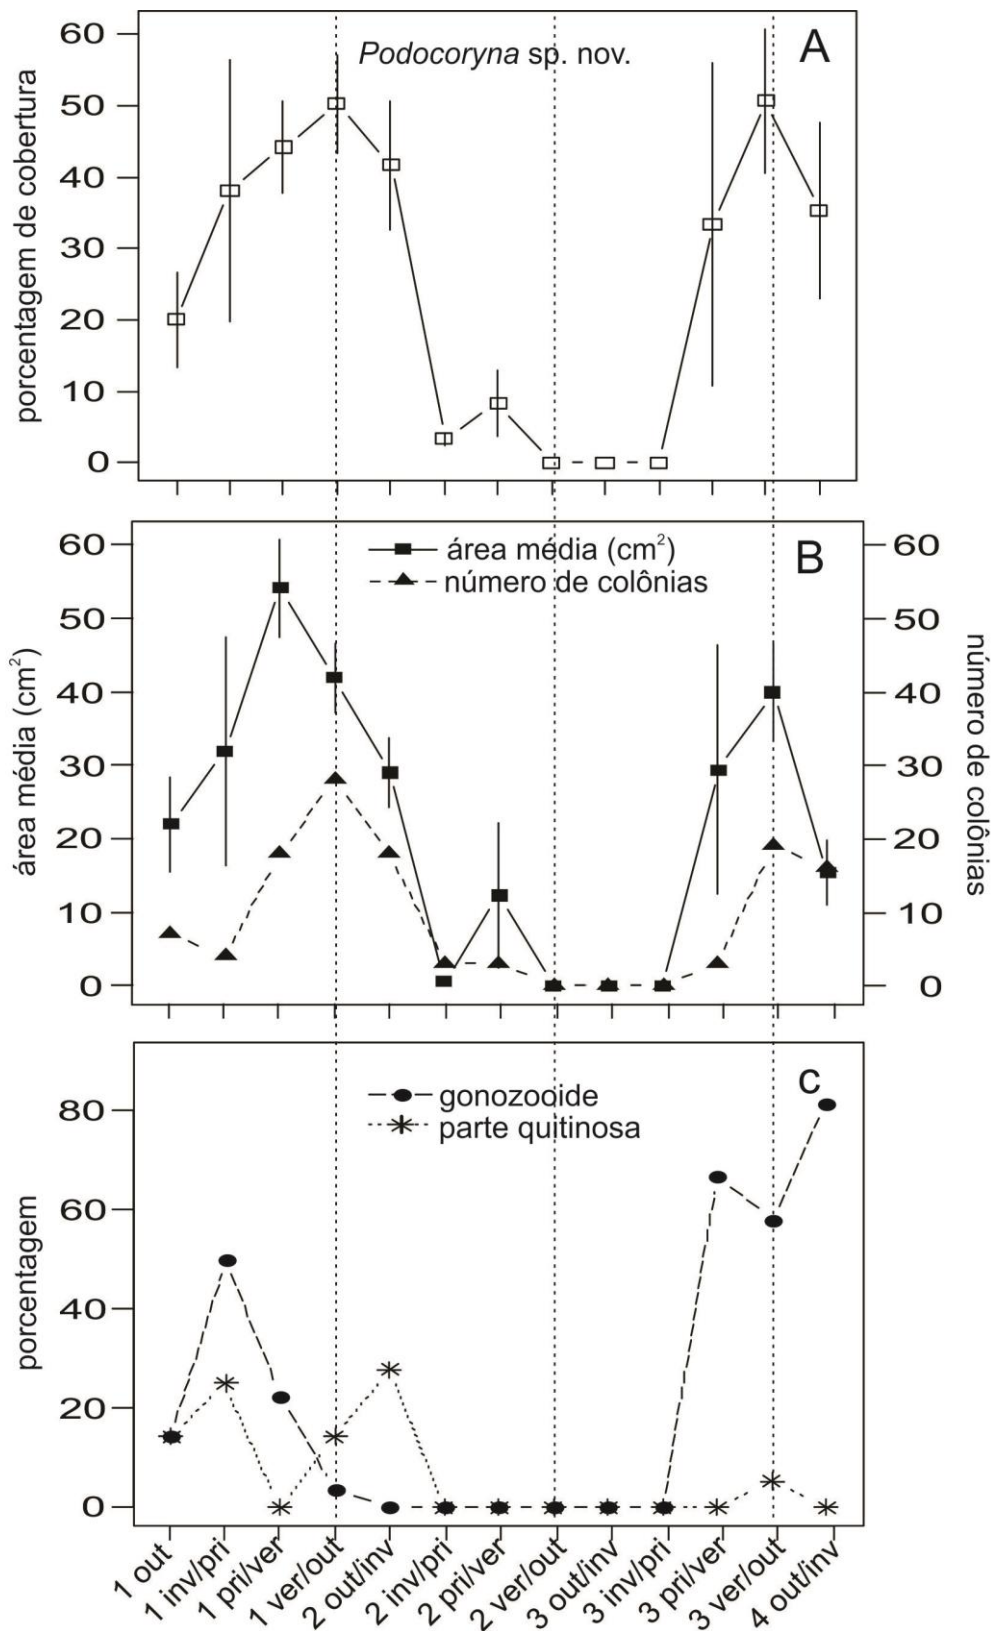 Podocoryna sp. nov.
A
porcentagem de cobertura
60
50
40
30
20
10
0
B
área média (cm²)
número de colônias
área média (cm²)
60
50
40
30
20
10
0
60
50
40
30
20
10
0
número de colônias
c
gonozooide
parte quitinosa
porcentagem
80
60
40
20
0
1 out
1 inv/pri
1 pri/ver
1 ver/out
2 out/inv
2 inv/pri
2 pri/ver
2 ver/out
3 out/inv
3 inv/pri
3 pri/ver
3 ver/out
4 out/inv